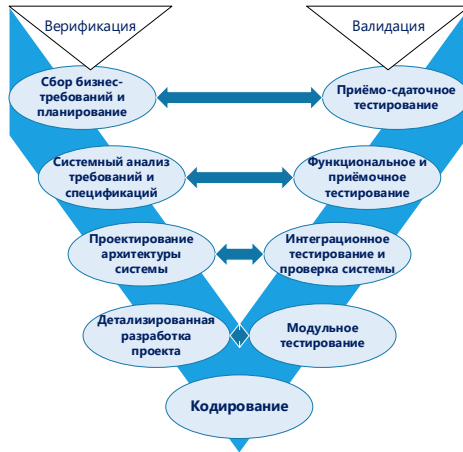 Верификация
Валидация
Сбор бизнес-
требований и
планирование
Приёмо-сдаточное
тестирование
Системный анализ
требований и
спецификаций
Функциональное и
приёмочное
тестирование
Проектирование
архитектуры
системы
Интеграционное
тестирование и
проверка системы
Детализированная
разработка
проекта
Модульное
тестирование
Кодирование